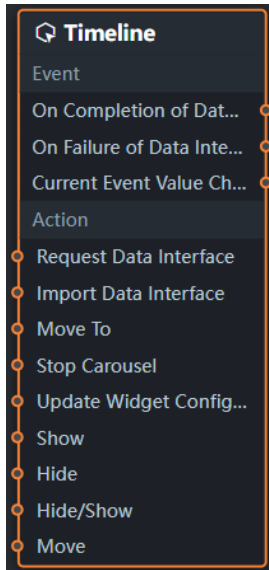 Timeline
Event
On Completion of Dat...
On Failure of Data Inte...
Current Event Value Ch...
Action
Request Data Interface
Import Data Interface
Move To
Stop Carousel
Update Widget Config...
Show
Hide
Hide/Show
Move